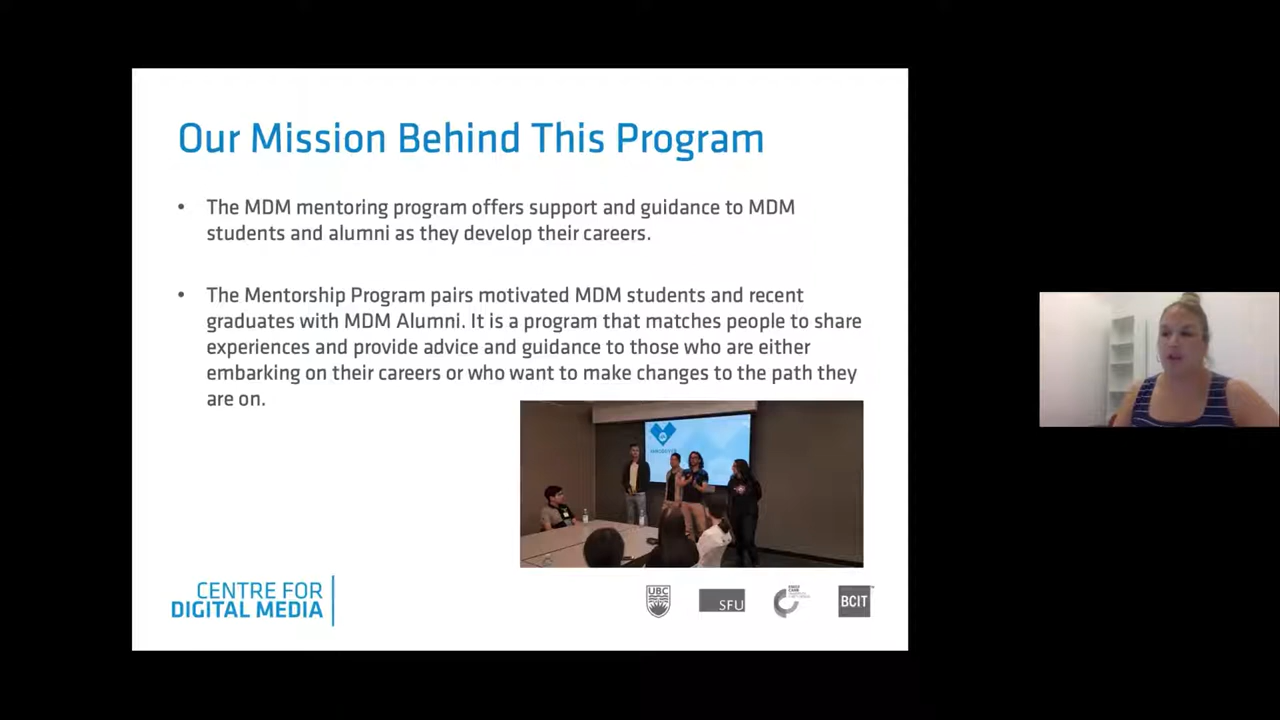 Our Mission Behind This Program
• The MDM mentoring program offers support and guidance to MDM
students and alumni as they develop their careers.
• The Mentorship Program pairs motivated MDM students and recent
graduates with MDM Alumni. It is a program that matches people to share
experiences and provide advice and guidance to those who are either
embarking on their careers or who want to make changes to the path they
are on.
CENTRE FOR
DIGITAL MEDIA
UBC
SFU
BCIT